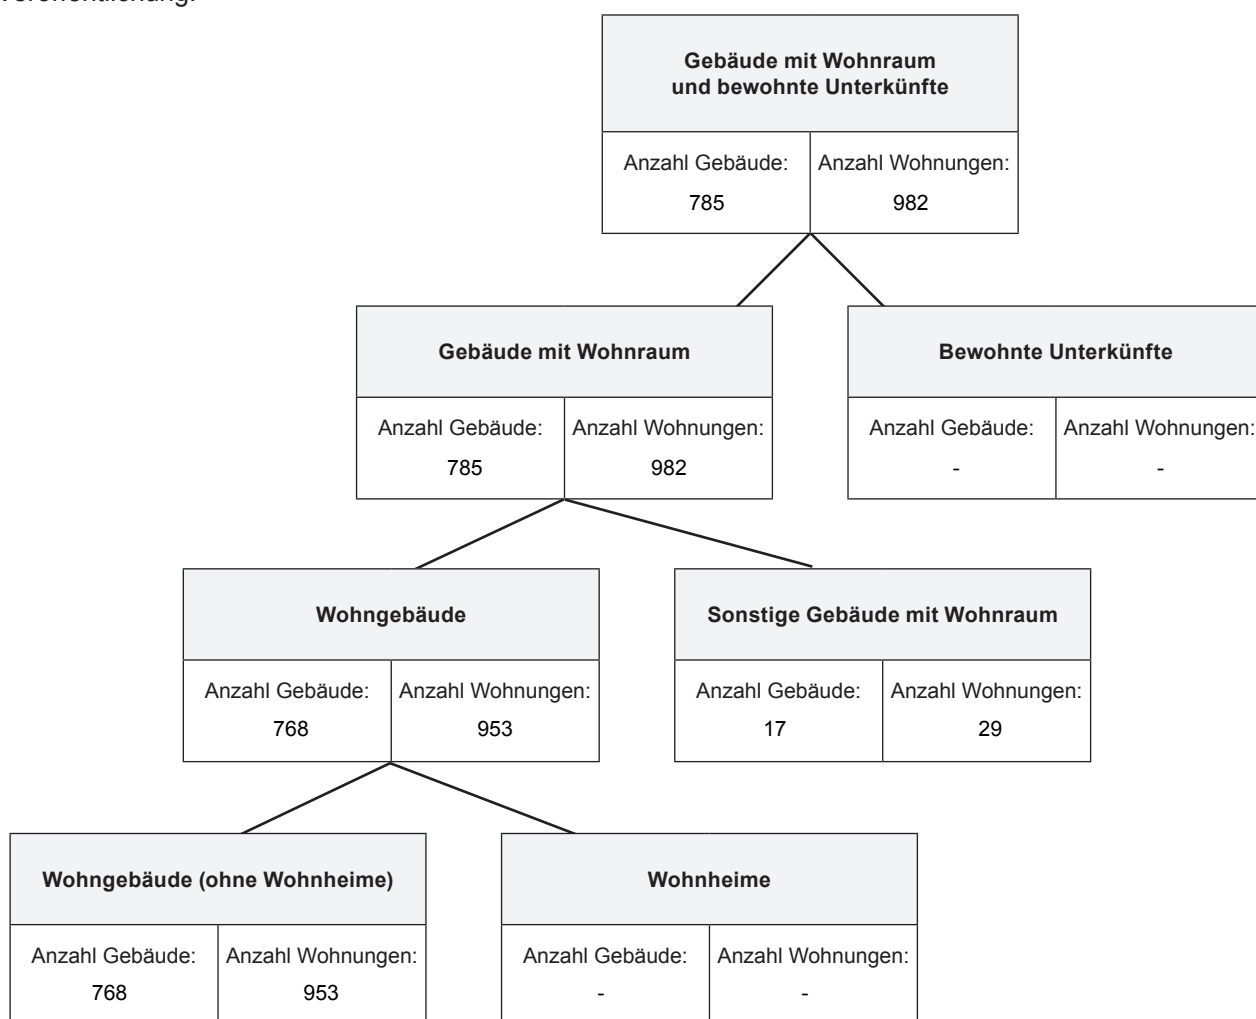 Veröffentlichung.
Gebäude mit Wohnraum
und bewohnte Unterkünfte
Anzahl Gebäude: Anzahl Wohnungen:
785 982
Gebäude mit Wohnraum
Anzahl Gebäude: Anzahl Wohnungen:
785 982
Bewohnte Unterkünfte
Anzahl Gebäude: Anzahl Wohnungen:
- -
Wohngebäude
Anzahl Gebäude: Anzahl Wohnungen:
768 953
Sonstige Gebäude mit Wohnraum
Anzahl Gebäude: Anzahl Wohnungen:
17 29
Wohngebäude (ohne Wohnheime)
Anzahl Gebäude: Anzahl Wohnungen:
768 953
Wohnheime
Anzahl Gebäude: Anzahl Wohnungen:
- -